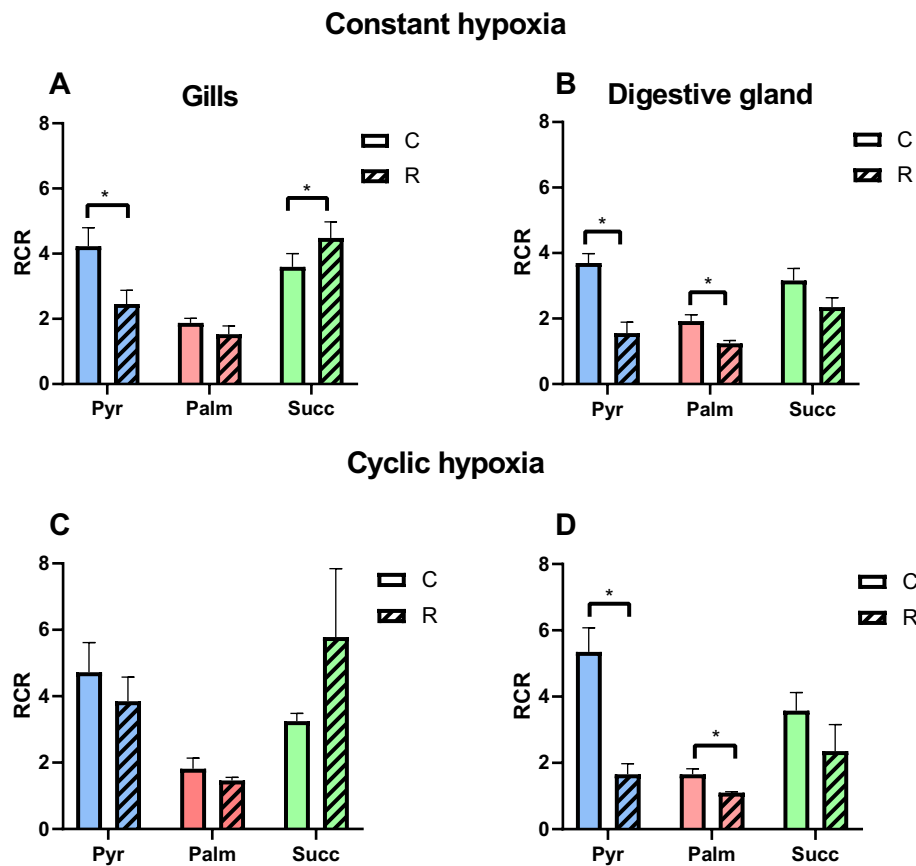 Constant hypoxia
A
Gills
8
6
4
2
0
RCR
*
*
C
R
Pyr
Palm
Succ
B
Digestive gland
8
6
4
2
0
RCR
*
*
C
R
Pyr
Palm
Succ
Cyclic hypoxia
C
8
6
4
2
0
RCR
C
R
Pyr
Palm
Succ
D
8
6
4
2
0
RCR
*
*
C
R
Pyr
Palm
Succ